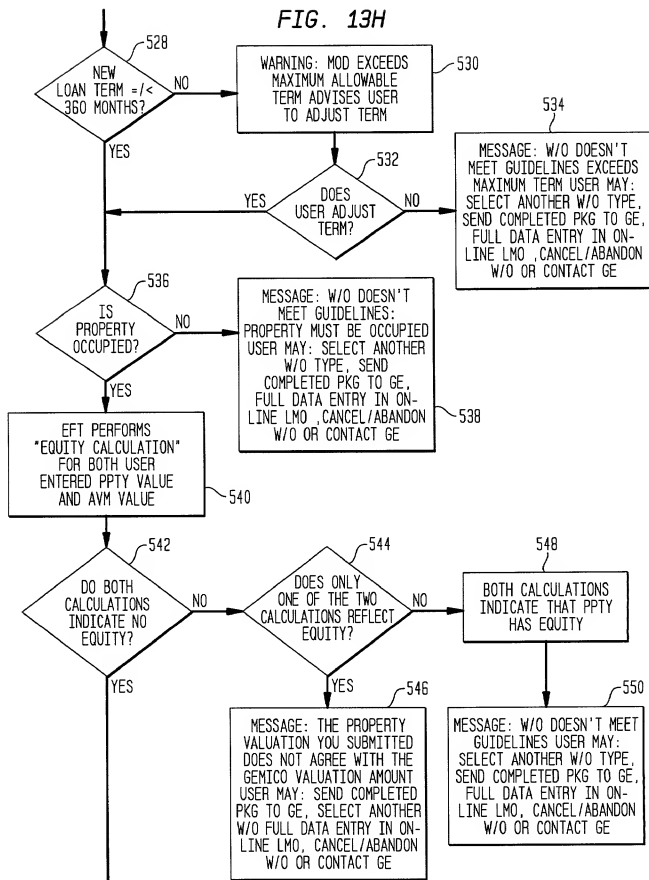 FIG. 13H
528
NEW
LOAN TERM =/<
360 MONTHS?
NO
YES
530
WARNING: MOD EXCEEDS
MAXIMUM ALLOWABLE
TERM ADVISES USER
TO ADJUST TERM
532
DOES
USER ADJUST
TERM?
YES
NO
534
MESSAGE: W/O DOESN'T
MEET GUIDELINES EXCEEDS
MAXIMUM TERM USER MAY:
SELECT ANOTHER W/O TYPE,
SEND COMPLETED PKG TO GE,
FULL DATA ENTRY IN ON-
LINE LMO ,CANCEL/ABANDON
W/O OR CONTACT GE
536
IS
PROPERTY
OCCUPIED?
NO
YES
MESSAGE: W/O DOESN'T
MEET GUIDELINES:
PROPERTY MUST BE OCCUPIED
USER MAY: SELECT ANOTHER
W/O TYPE, SEND
COMPLETED PKG TO GE,
FULL DATA ENTRY IN ON-
LINE LMO ,CANCEL/ABANDON
W/O OR CONTACT GE
538
EFT PERFORMS
"EQUITY CALCULATION"
FOR BOTH USER
ENTERED PPTY VALUE
AND AVM VALUE
540
542
DO BOTH
CALCULATIONS
INDICATE NO
EQUITY?
NO
YES
544
DOES ONLY
ONE OF THE TWO
CALCULATIONS REFLECT
EQUITY?
NO
YES
548
BOTH CALCULATIONS
INDICATE THAT PPTY
HAS EQUITY
546
MESSAGE: THE PROPERTY
VALUATION YOU SUBMITTED
DOES NOT AGREE WITH THE
GEMICO VALUATION AMOUNT
USER MAY: SEND COMPLETED
PKG TO GE, SELECT ANOTHER
W/O FULL DATA ENTRY IN ON-
LINE LMO, CANCEL/ABANDON
W/O OR CONTACT GE
550
MESSAGE: W/O DOESN'T MEET
GUIDELINES USER MAY:
SELECT ANOTHER W/O TYPE,
SEND COMPLETED PKG TO GE,
FULL DATA ENTRY IN ON-
LINE LMO, CANCEL/ABANDON
W/O OR CONTACT GE